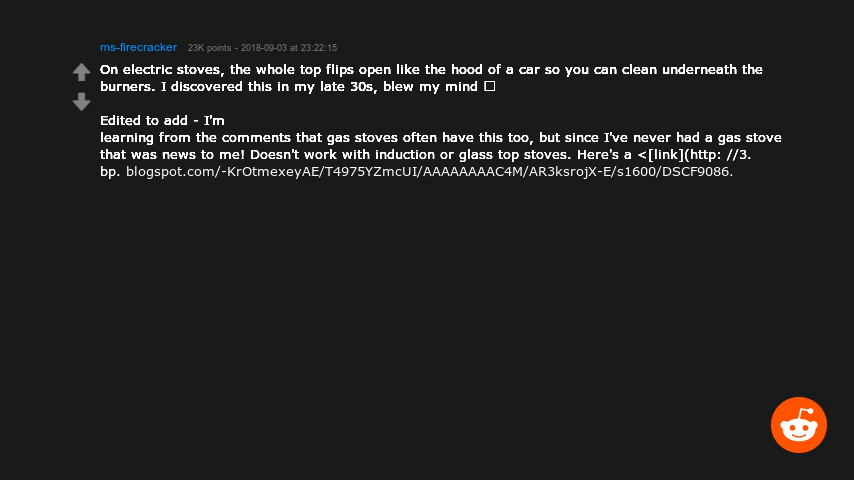 ms-firecracker 23K points - 2018-09-03 at 23:22:15
On electric stoves, the whole top flips open like the hood of a car so you can clean underneath the
burners. I discovered this in my late 30s, blew my mind □
Edited to add - I'm
learning from the comments that gas stoves often have this too, but since I've never had a gas stove
that was news to me! Doesn't work with induction or glass top stoves. Here's a <[link](http: //3.
bp. blogspot.com/-KrOtmexeyAE/T4975YZmcUI/AAAAAAAAC4M/AR3ksrojX-E/s1600/DSCF9086.